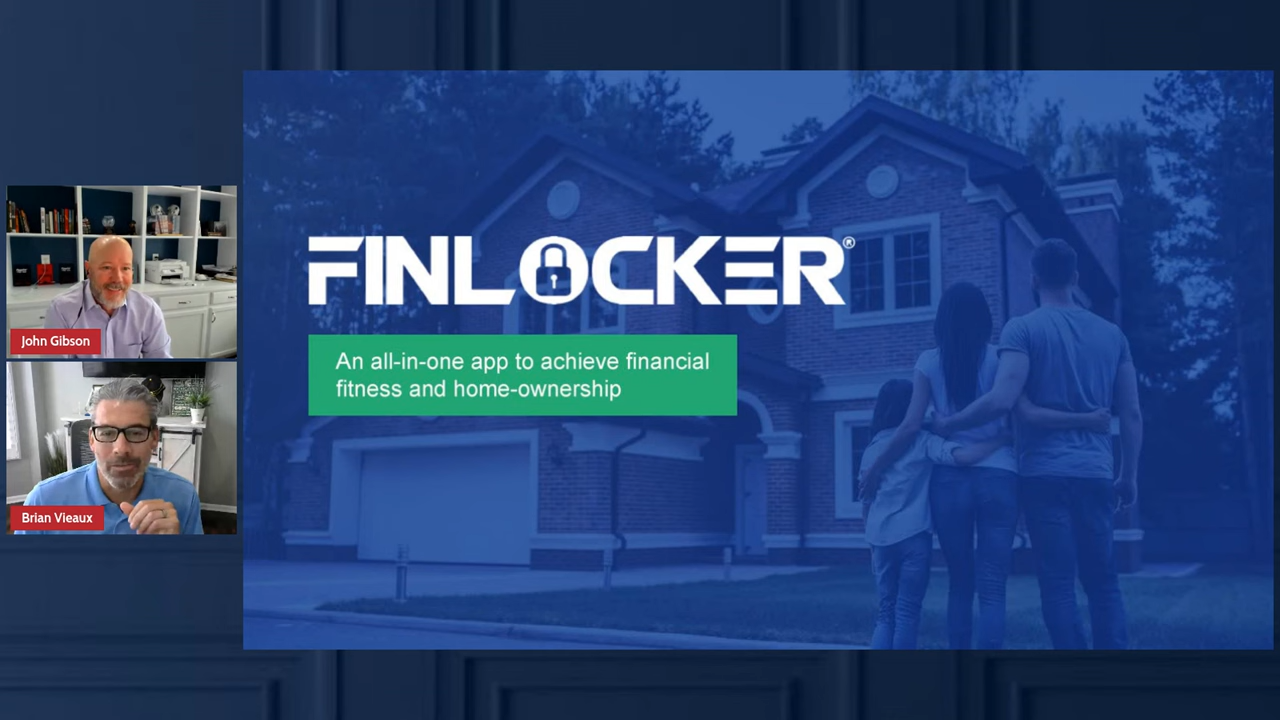 John Gibson
Brian Vieaux
FINLOCKER®
An all-in-one app to achieve financial
fitness and home-ownership